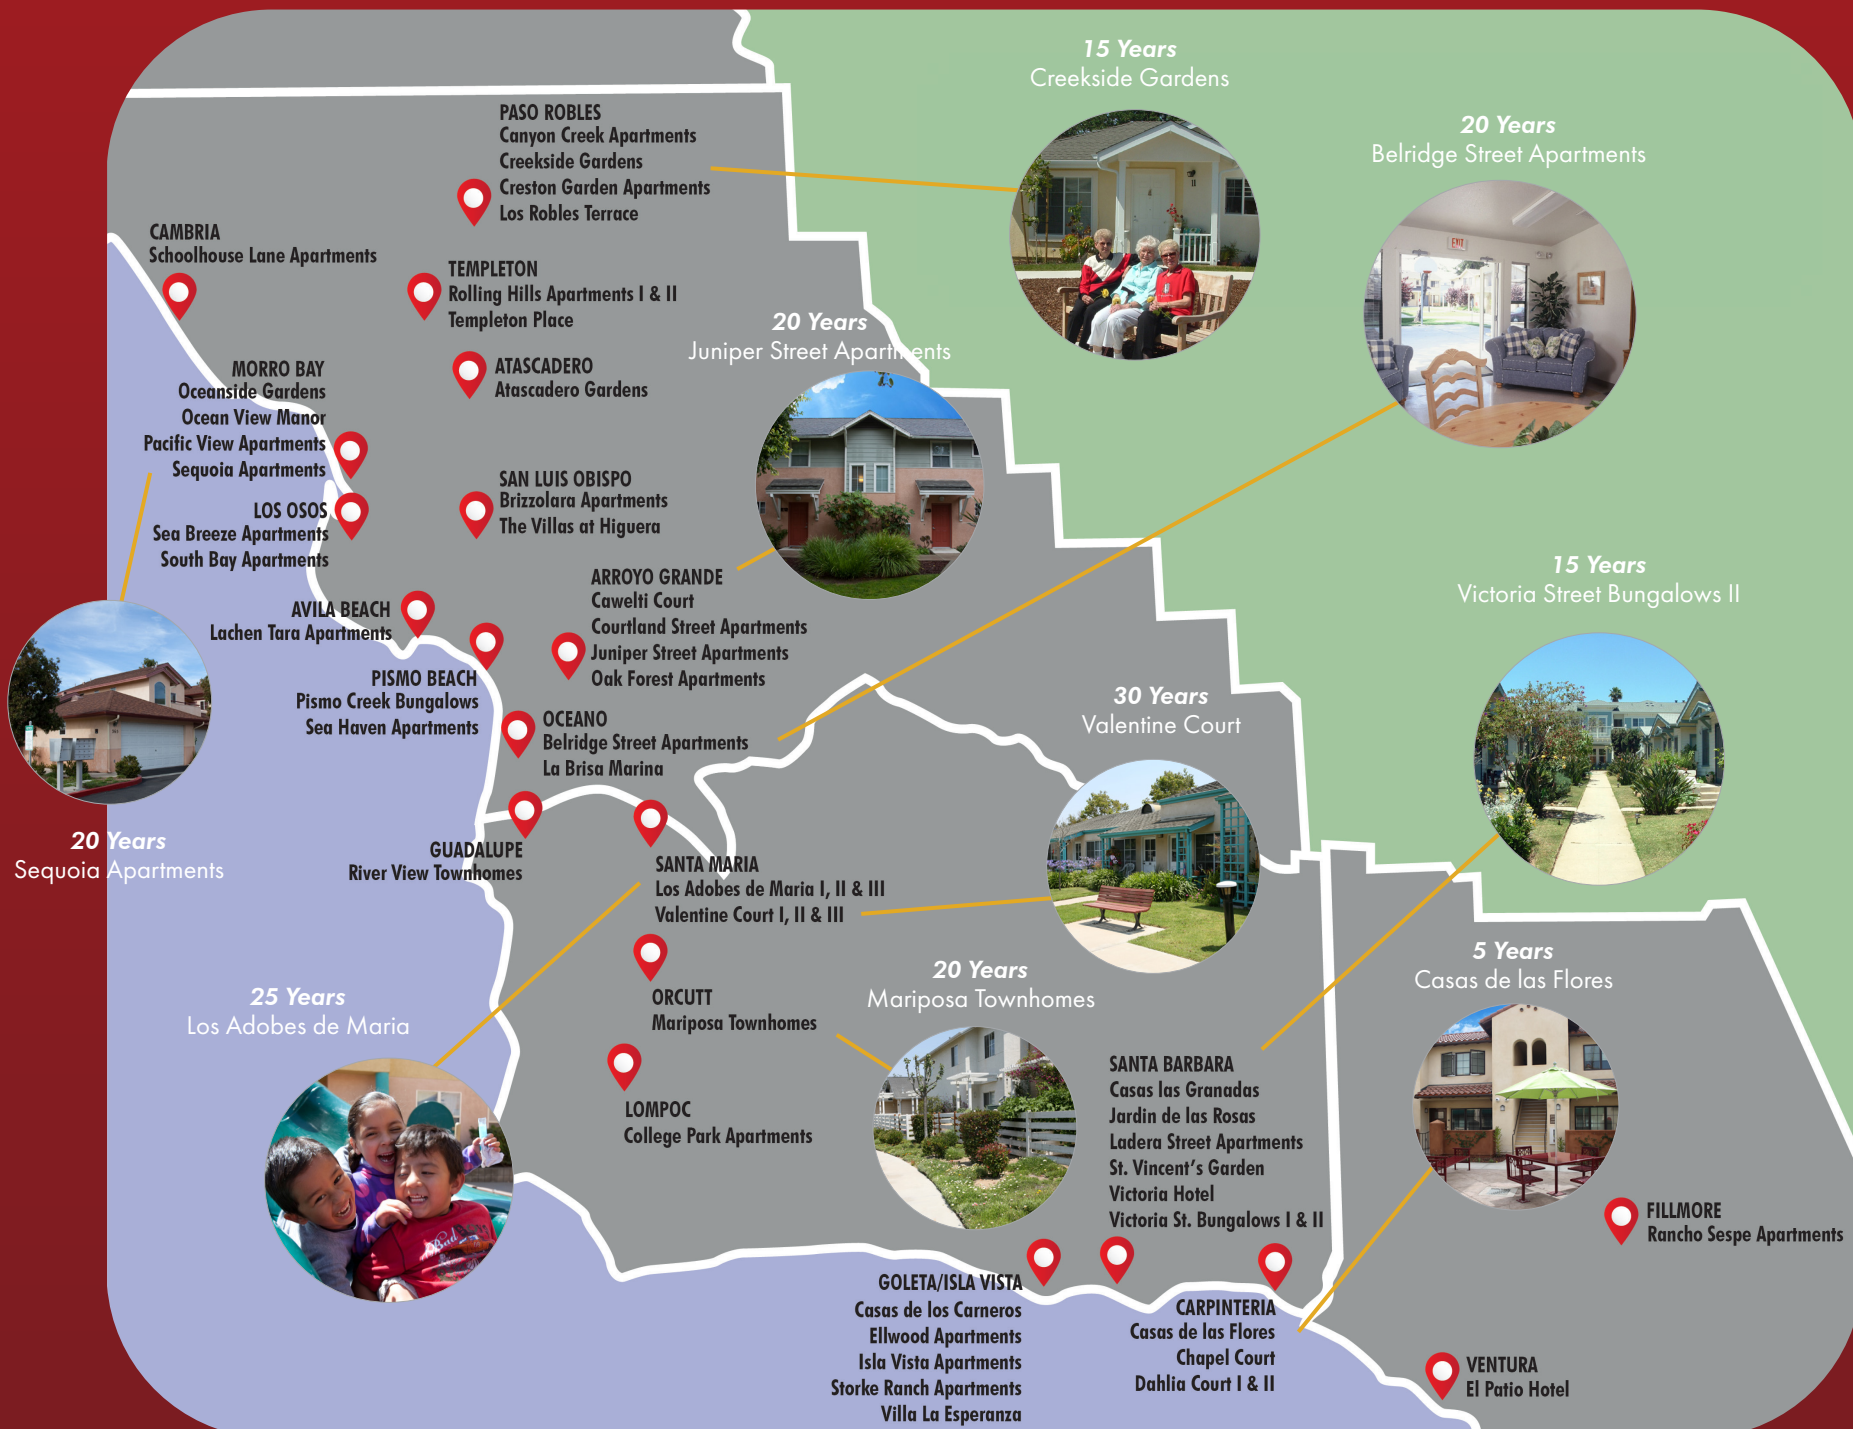 15 Years
Creekside Gardens
20 Years
Belridge Street Apartments
PASO ROBLES
Canyon Creek Apartments
Creekside Gardens
Creston Garden Apartments
Los Robles Terrace
CAMBRIA
Schoolhouse Lane Apartments
TEMPLETON
Rolling Hills Apartments I & II
Templeton Place
20 Years
Juniper Street Apartments
ATASCADERO
Atascadero Gardens
MORRO BAY
Oceanside Gardens
Ocean View Manor
Pacific View Apartments
Sequoia Apartments
SAN LUIS OBISPO
Brizzolara Apartments
The Villas at Higuera
LOS OSOS
Sea Breeze Apartments
South Bay Apartments
ARROYO GRANDE
Cawelti Court
Courtland Street Apartments
Juniper Street Apartments
Oak Forest Apartments
15 Years
Victoria Street Bungalows II
AVILA BEACH
Lachen Tara Apartments
PISMO BEACH
Pismo Creek Bungalows
Sea Haven Apartments
OCEANO
Belridge Street Apartments
La Brisa Marina
30 Years
Valentine Court
20 Years
Sequoia Apartments
GUADALUPE
River View Townhomes
SANTA MARIA
Los Adobes de Maria I, II & III
Valentine Court I, II & III
25 Years
Los Adobes de Maria
ORCUTT
Mariposa Townhomes
20 Years
Mariposa Townhomes
5 Years
Casas de las Flores
LOMPOC
College Park Apartments
SANTA BARBARA
Casas las Granadas
Jardin de las Rosas
Ladera Street Apartments
St. Vincent's Garden
Victoria Hotel
Victoria St. Bungalows I & II
FILLMORE
Rancho Sespe Apartments
GOLETA/ISLA VISTA
Casas de los Carneros
Ellwood Apartments
Isla Vista Apartments
Storke Ranch Apartments
Villa La Esperanza
CARPINTERIA
Casas de las Flores
Chapel Court
Dahlia Court I & II
VENTURA
El Patio Hotel
EXIT